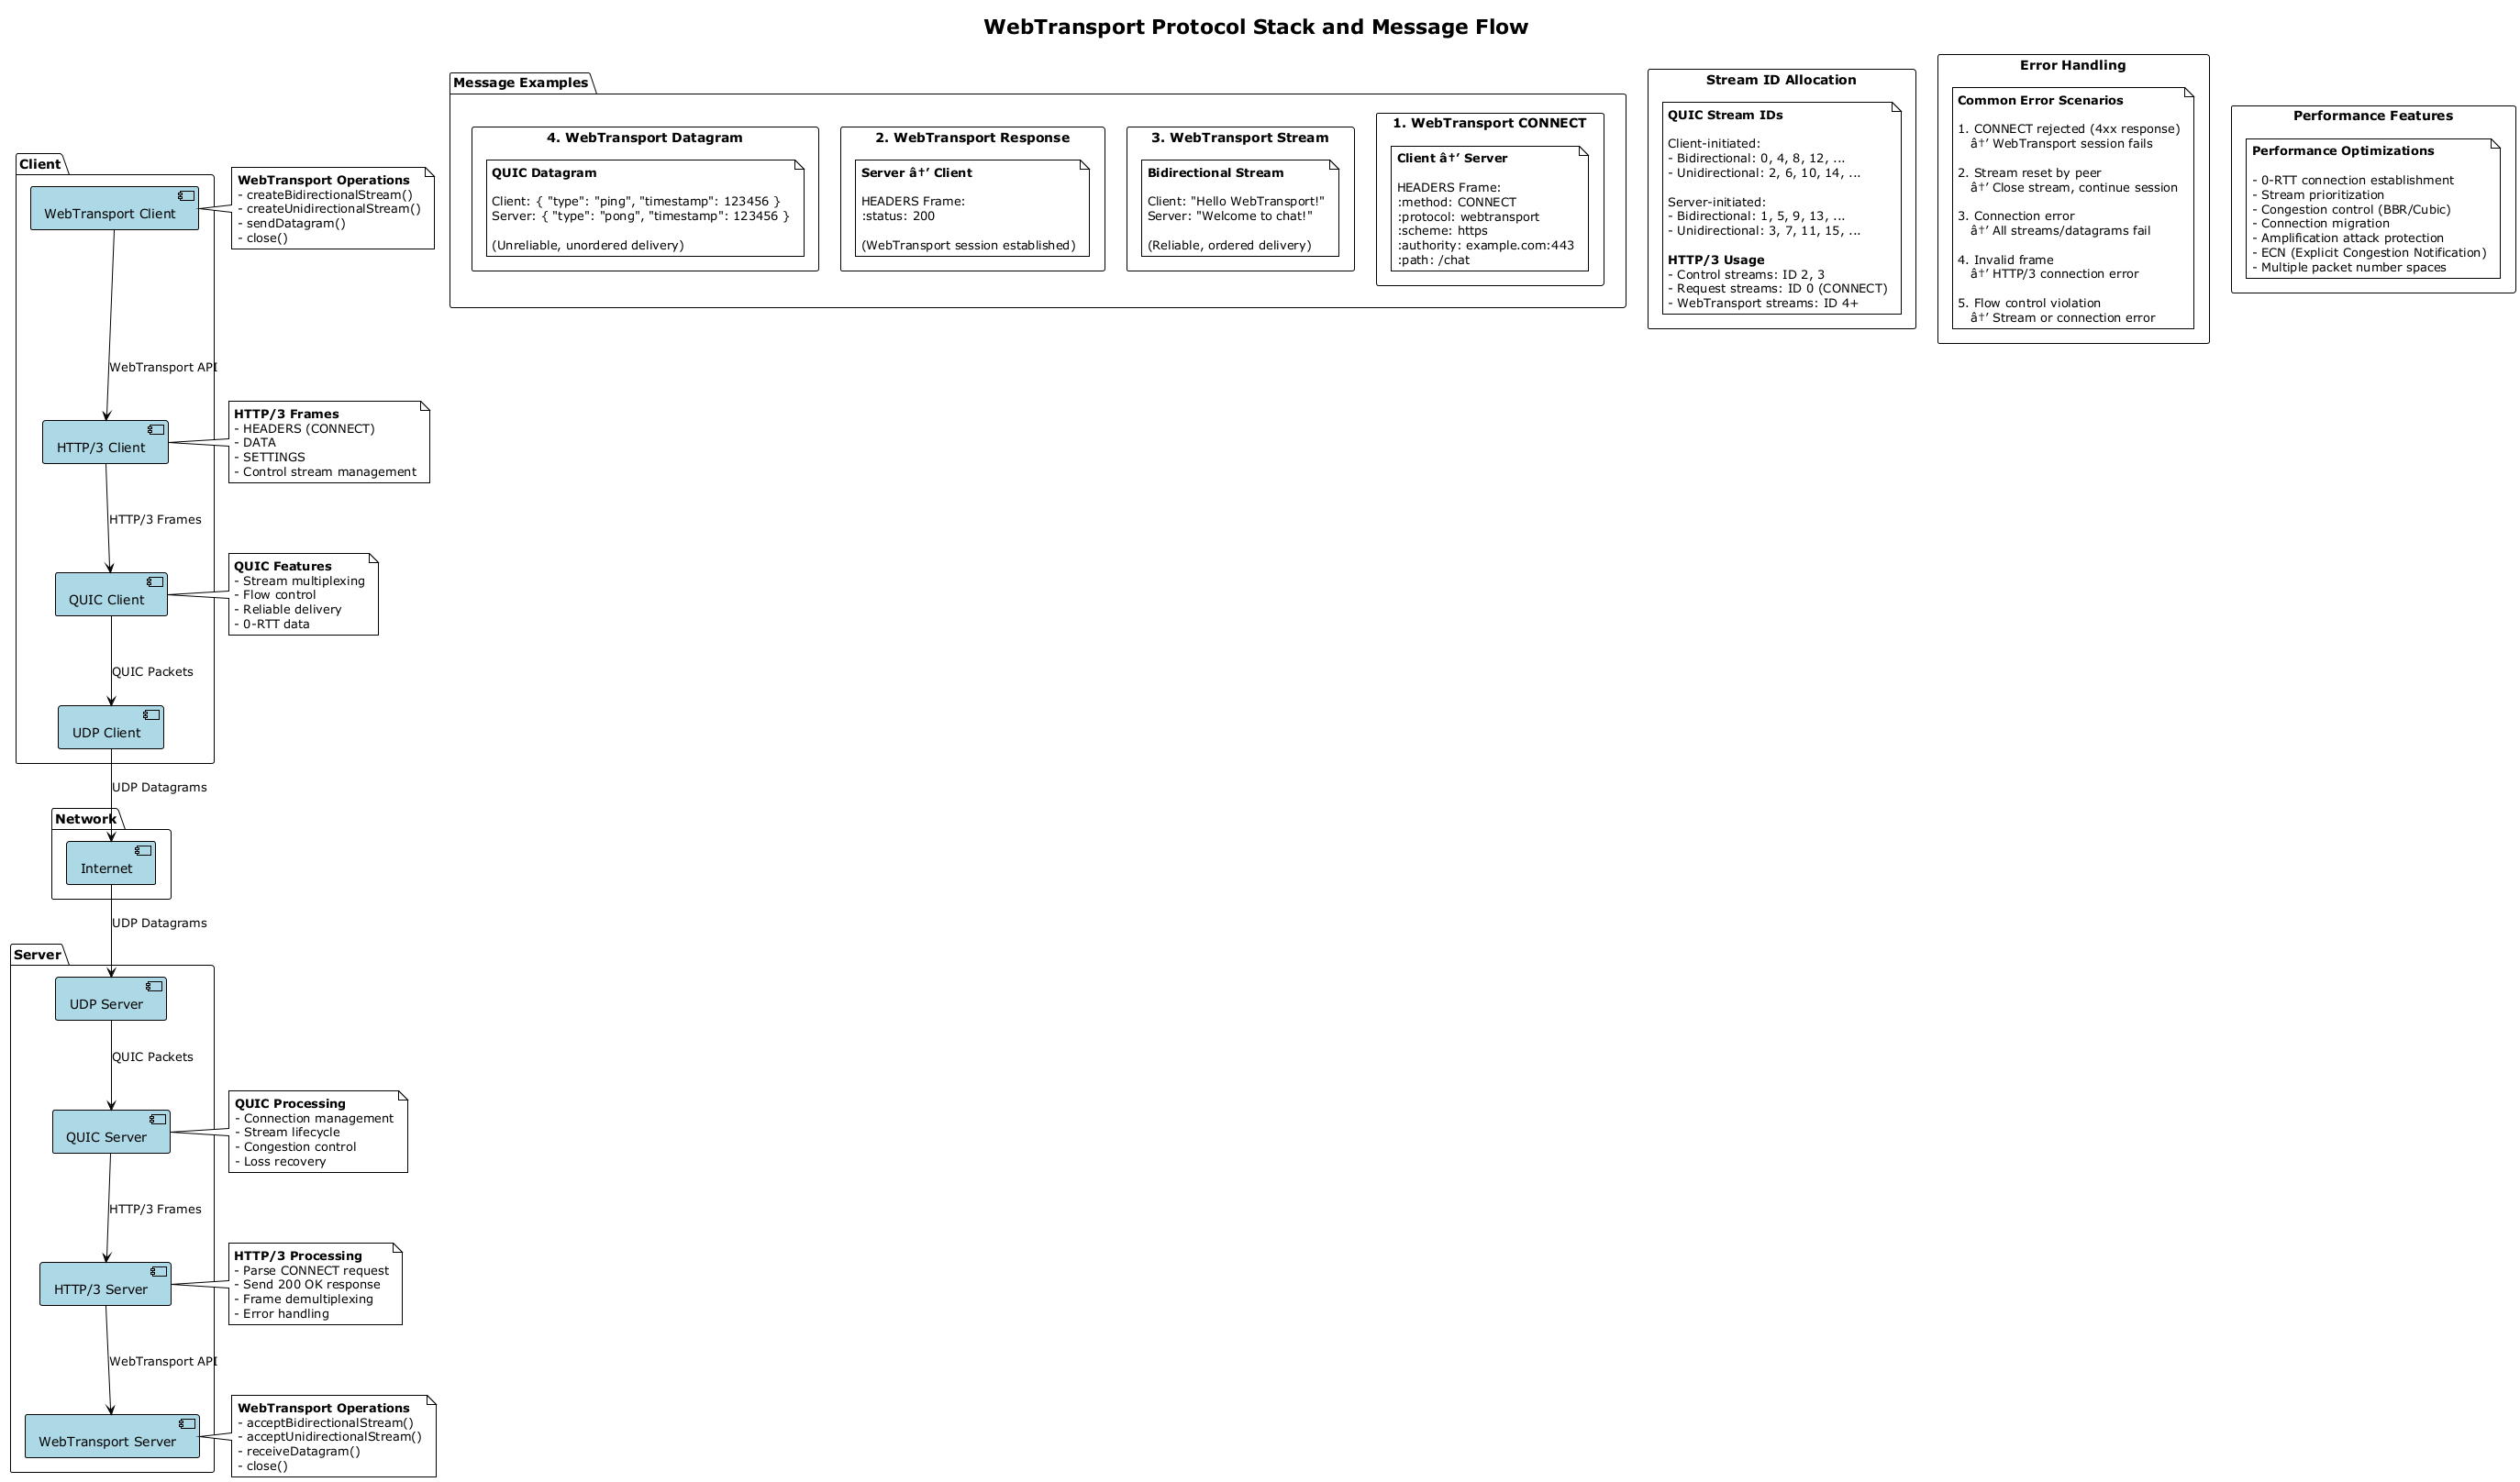 WebTransport Protocol Stack and Message Flow
Client
WebTransport Client
WebTransport Operations
- createBidirectionalStream()
- createUnidirectionalStream()
- sendDatagram()
- close()
WebTransport API
HTTP/3 Client
HTTP/3 Frames
- HEADERS (CONNECT)
- DATA
- SETTINGS
- Control stream management
HTTP/3 Frames
QUIC Client
QUIC Features
- Stream multiplexing
- Flow control
- Reliable delivery
- 0-RTT data
QUIC Packets
UDP Client
UDP Datagrams
Network
Internet
UDP Datagrams
Server
UDP Server
QUIC Packets
QUIC Server
QUIC Processing
- Connection management
- Stream lifecycle
- Congestion control
- Loss recovery
HTTP/3 Frames
HTTP/3 Server
HTTP/3 Processing
- Parse CONNECT request
- Send 200 OK response
- Frame demultiplexing
- Error handling
WebTransport API
WebTransport Server
WebTransport Operations
- acceptBidirectionalStream()
- acceptUnidirectionalStream()
- receiveDatagram()
- close()
Message Examples
4. WebTransport Datagram
QUIC Datagram
Client: { "type": "ping", "timestamp": 123456 }
Server: { "type": "pong", "timestamp": 123456 }
(Unreliable, unordered delivery)
2. WebTransport Response
Server â†’ Client
HEADERS Frame:
:status: 200
(WebTransport session established)
3. WebTransport Stream
Bidirectional Stream
Client: "Hello WebTransport!"
Server: "Welcome to chat!"
(Reliable, ordered delivery)
1. WebTransport CONNECT
Client â†’ Server
HEADERS Frame:
:method: CONNECT
:protocol: webtransport
:scheme: https
:authority: example.com:443
:path: /chat
Stream ID Allocation
QUIC Stream IDs
Client-initiated:
- Bidirectional: 0, 4, 8, 12, ...
- Unidirectional: 2, 6, 10, 14, ...
Server-initiated:
- Bidirectional: 1, 5, 9, 13, ...
- Unidirectional: 3, 7, 11, 15, ...
HTTP/3 Usage
- Control streams: ID 2, 3
- Request streams: ID 0 (CONNECT)
- WebTransport streams: ID 4+
Error Handling
Common Error Scenarios
1. CONNECT rejected (4xx response)
â†’ WebTransport session fails
2. Stream reset by peer
â†’ Close stream, continue session
3. Connection error
â†’ All streams/datagrams fail
4. Invalid frame
â†’ HTTP/3 connection error
5. Flow control violation
â†’ Stream or connection error
Performance Features
Performance Optimizations
- 0-RTT connection establishment
- Stream prioritization
- Congestion control (BBR/Cubic)
- Connection migration
- Amplification attack protection
- ECN (Explicit Congestion Notification)
- Multiple packet number spaces